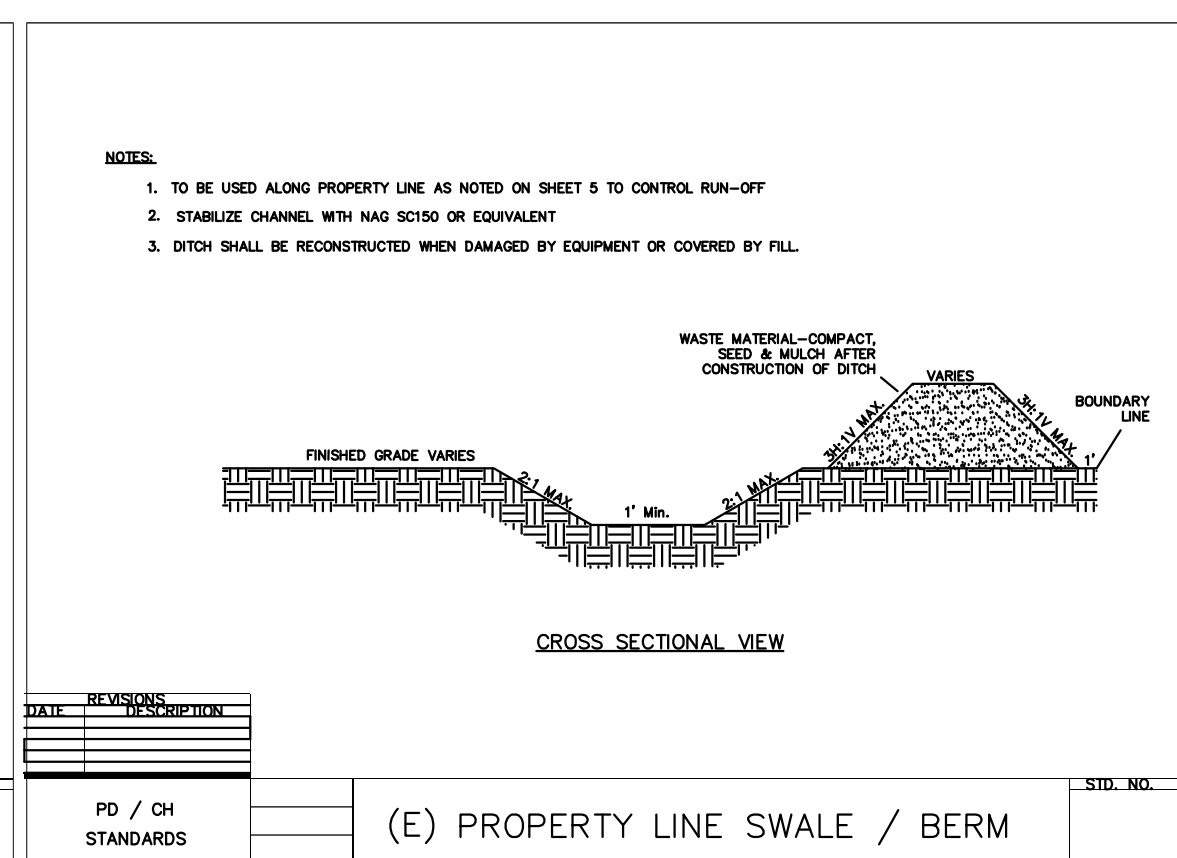 NOTES:
1. TO BE USED ALONG PROPERTY LINE AS NOTED ON SHEET 5 TO CONTROL RUN-OFF
2. STABILIZE CHANNEL WITH NAG SC150 OR EQUIVALENT
3. DITCH SHALL BE RECONSTRUCTED WHEN DAMAGED BY EQUIPMENT OR COVERED BY FILL.
WASTE MATERIAL-COMPACT,
SEED & MULCH AFTER
CONSTRUCTION OF DITCH
VARIES
BOUNDARY
LINE
3H:1V MAX.
3H:1V MAX.
1'
FINISHED GRADE VARIES
2:1 MAX.
1' Min.
2:1 MAX.
CROSS SECTIONAL VIEW
REVISIONS
DATE DESCRIPTION
PD / CH
STANDARDS
(E) PROPERTY LINE SWALE / BERM
STD. NO.